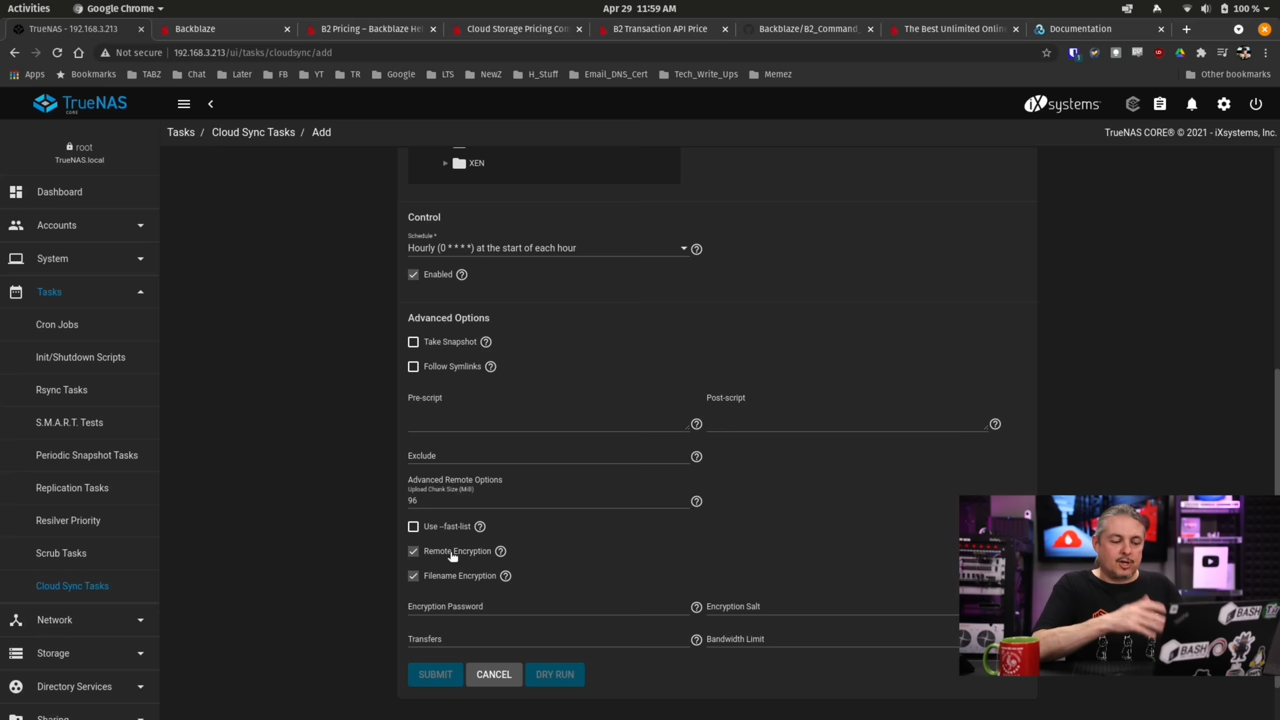 Activities
Google Chrome
Apr 29 11:59 AM
100 %
TrueNAS - 192.168.3.213
Backblaze
B2 Pricing – Backblaze He
Cloud Storage Pricing Co
B2 Transaction API Price
Backblaze/B2_Command_
The Best Unlimited Onlin
Documentation
Not secure
192.168.3.213/ui/tasks/cloudsync/add
Apps
Bookmarks
TABZ
Chat
Later
FB
YT
TR
Google
LTS
NewZ
H_Stuff
Email_DNS_Cert
Tech_Write_Ups
Memez
Other bookmarks
TrueNAS
CORE
iXsystems
root
TrueNAS.local
Tasks / Cloud Sync Tasks / Add
TrueNAS CORE® © 2021 - iXsystems, Inc.
Dashboard
Accounts
System
Tasks
Cron Jobs
Init/Shutdown Scripts
Rsync Tasks
S.M.A.R.T. Tests
Periodic Snapshot Tasks
Replication Tasks
Resilver Priority
Scrub Tasks
Cloud Sync Tasks
Network
Storage
Directory Services
Sharing
XEN
Control
Schedule *
Hourly (0 * * * *) at the start of each hour
Enabled
Advanced Options
Take Snapshot
Follow Symlinks
Pre-script
Post-script
Exclude
Advanced Remote Options
Upload Chunk Size (MiB)
96
Use --fast-list
Remote Encryption
Filename Encryption
Encryption Password
Encryption Salt
Transfers
Bandwidth Limit
SUBMIT
CANCEL
DRY RUN
BASH
BASH